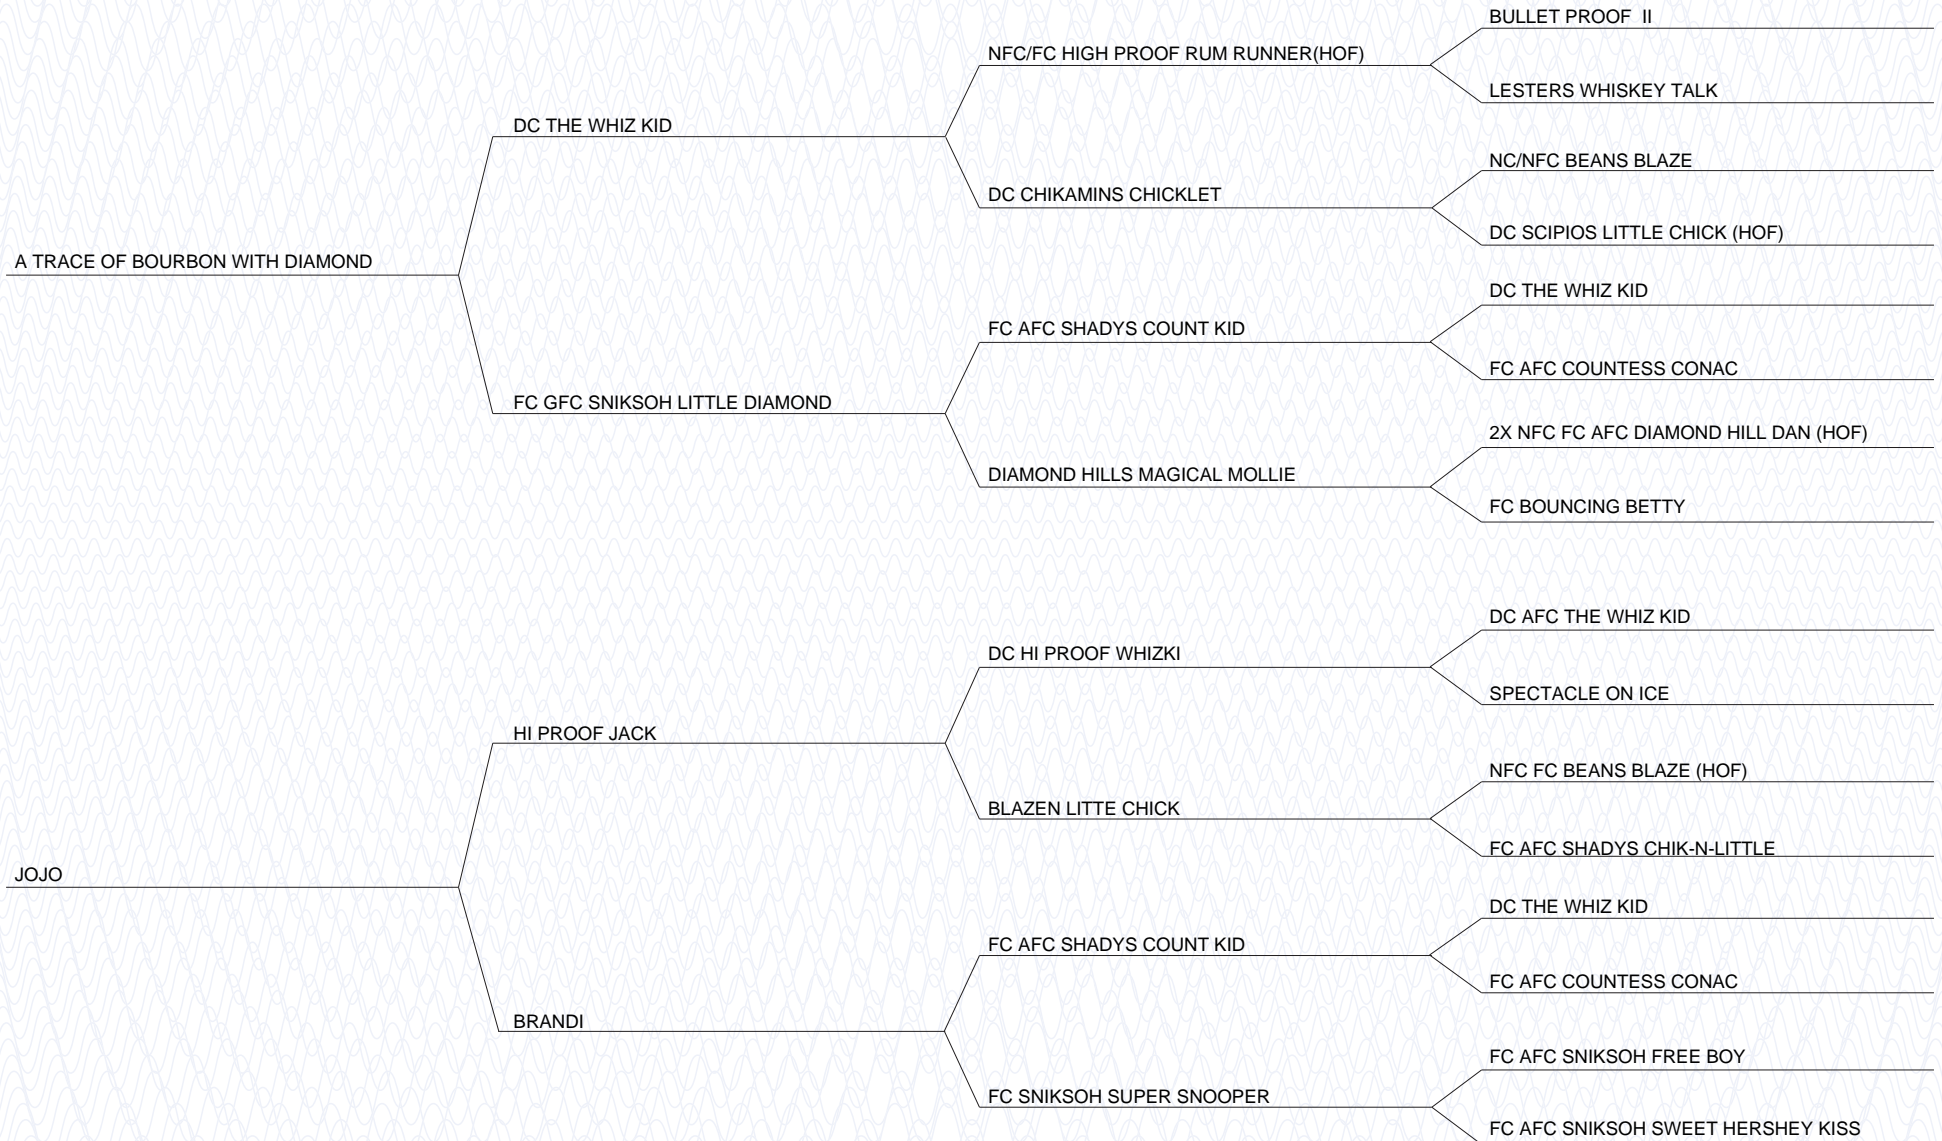 BULLET PROOF  II
NFC/FC HIGH PROOF RUM RUNNER(HOF)
LESTERS WHISKEY TALK
DC THE WHIZ KID
NC/NFC BEANS BLAZE
DC CHIKAMINS CHICKLET
DC SCIPIOS LITTLE CHICK (HOF)
A TRACE OF BOURBON WITH DIAMOND
DC THE WHIZ KID
FC AFC SHADYS COUNT KID
FC AFC COUNTESS CONAC
FC GFC SNIKSOH LITTLE DIAMOND
2X NFC FC AFC DIAMOND HILL DAN (HOF)
DIAMOND HILLS MAGICAL MOLLIE
FC BOUNCING BETTY
DC AFC THE WHIZ KID
DC HI PROOF WHIZKI
SPECTACLE ON ICE
HI PROOF JACK
NFC FC BEANS BLAZE (HOF)
BLAZEN LITTE CHICK
FC AFC SHADYS CHIK-N-LITTLE
JOJO
DC THE WHIZ KID
FC AFC SHADYS COUNT KID
FC AFC COUNTESS CONAC
BRANDI
FC AFC SNIKSOH FREE BOY
FC SNIKSOH SUPER SNOOPER
FC AFC SNIKSOH SWEET HERSHEY KISS